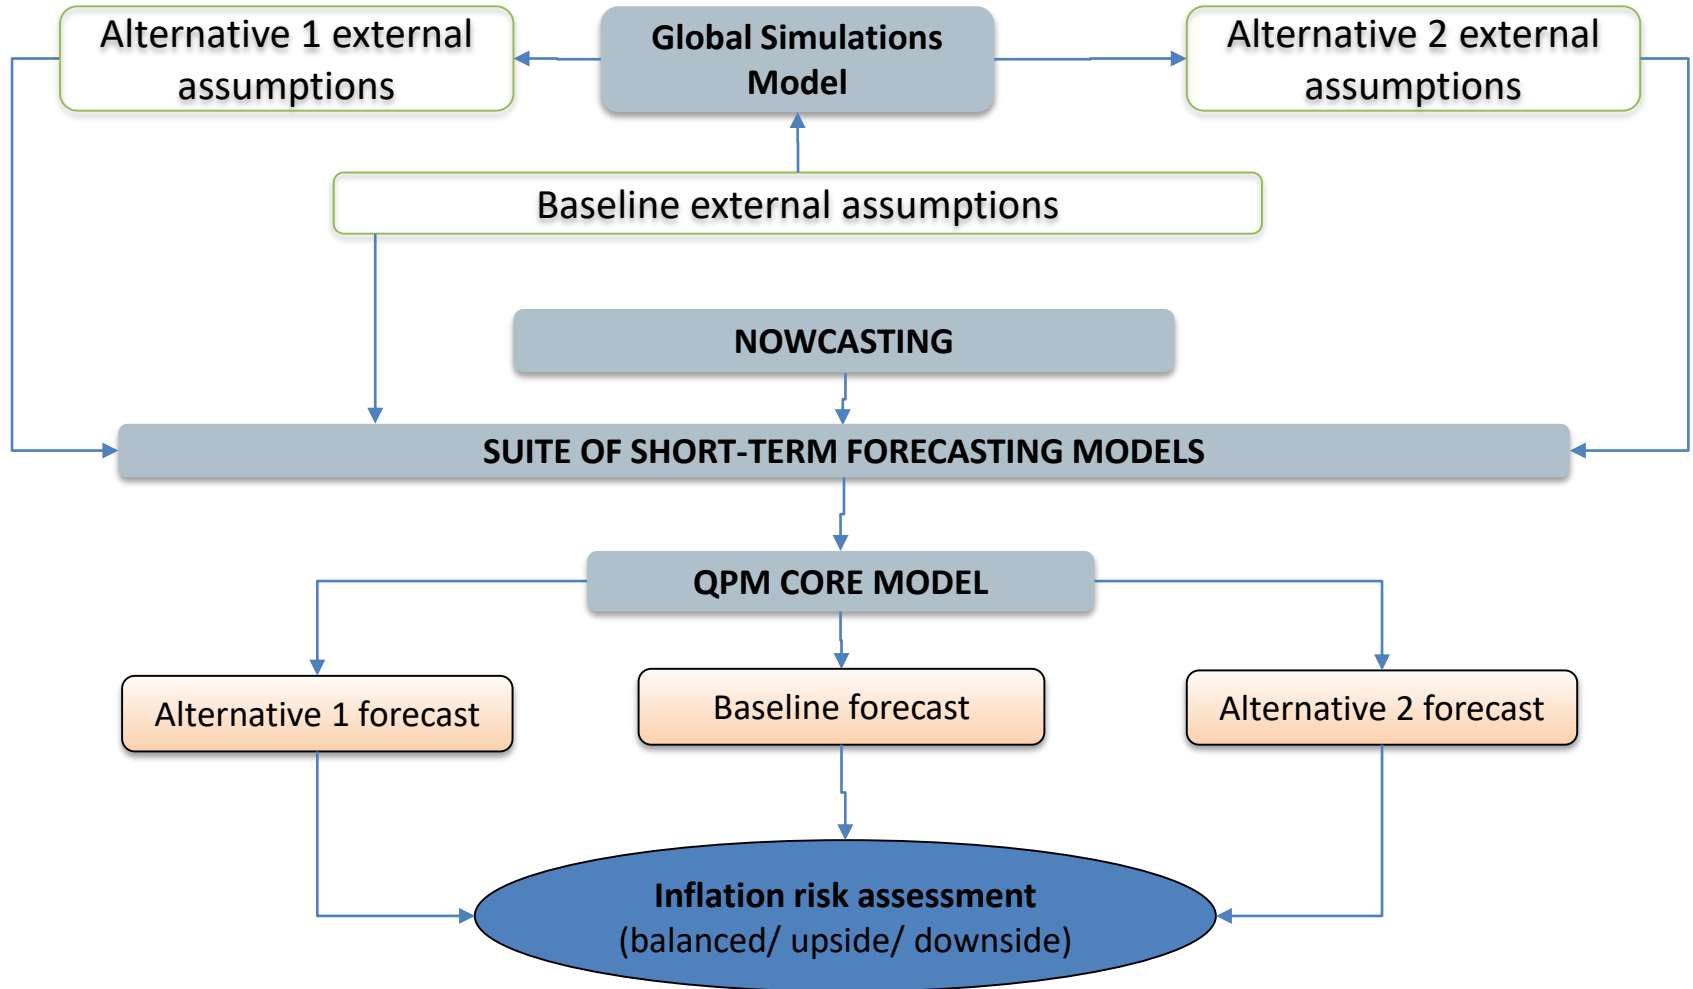 Alternative 1 external
assumptions
Global Simulations
Model
Alternative 2 external
assumptions
Baseline external assumptions
NOWCASTING
SUITE OF SHORT-TERM FORECASTING MODELS
QPM CORE MODEL
Alternative 1 forecast
Baseline forecast
Alternative 2 forecast
Inflation risk assessment
(balanced/ upside/ downside)